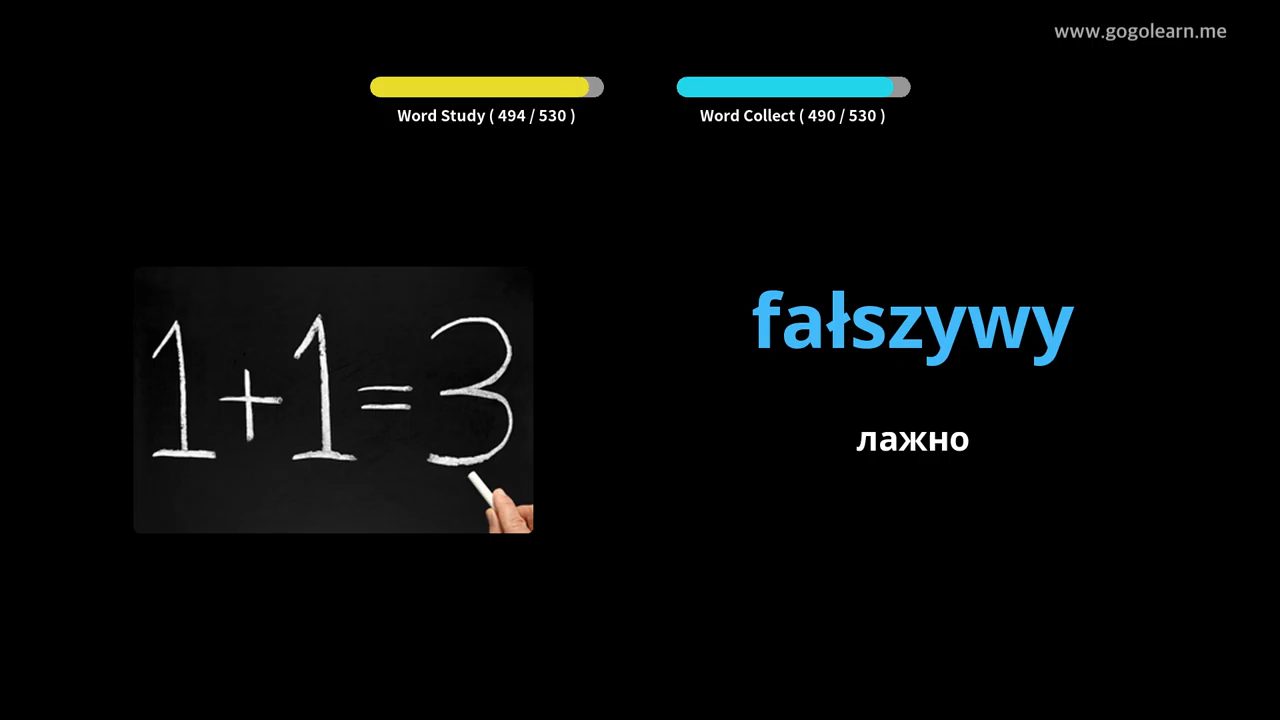 www.gogolearn.me
Word Study ( 494 / 530 )
Word Collect ( 490 / 530 )
1+1=3
fałszywy
лажно